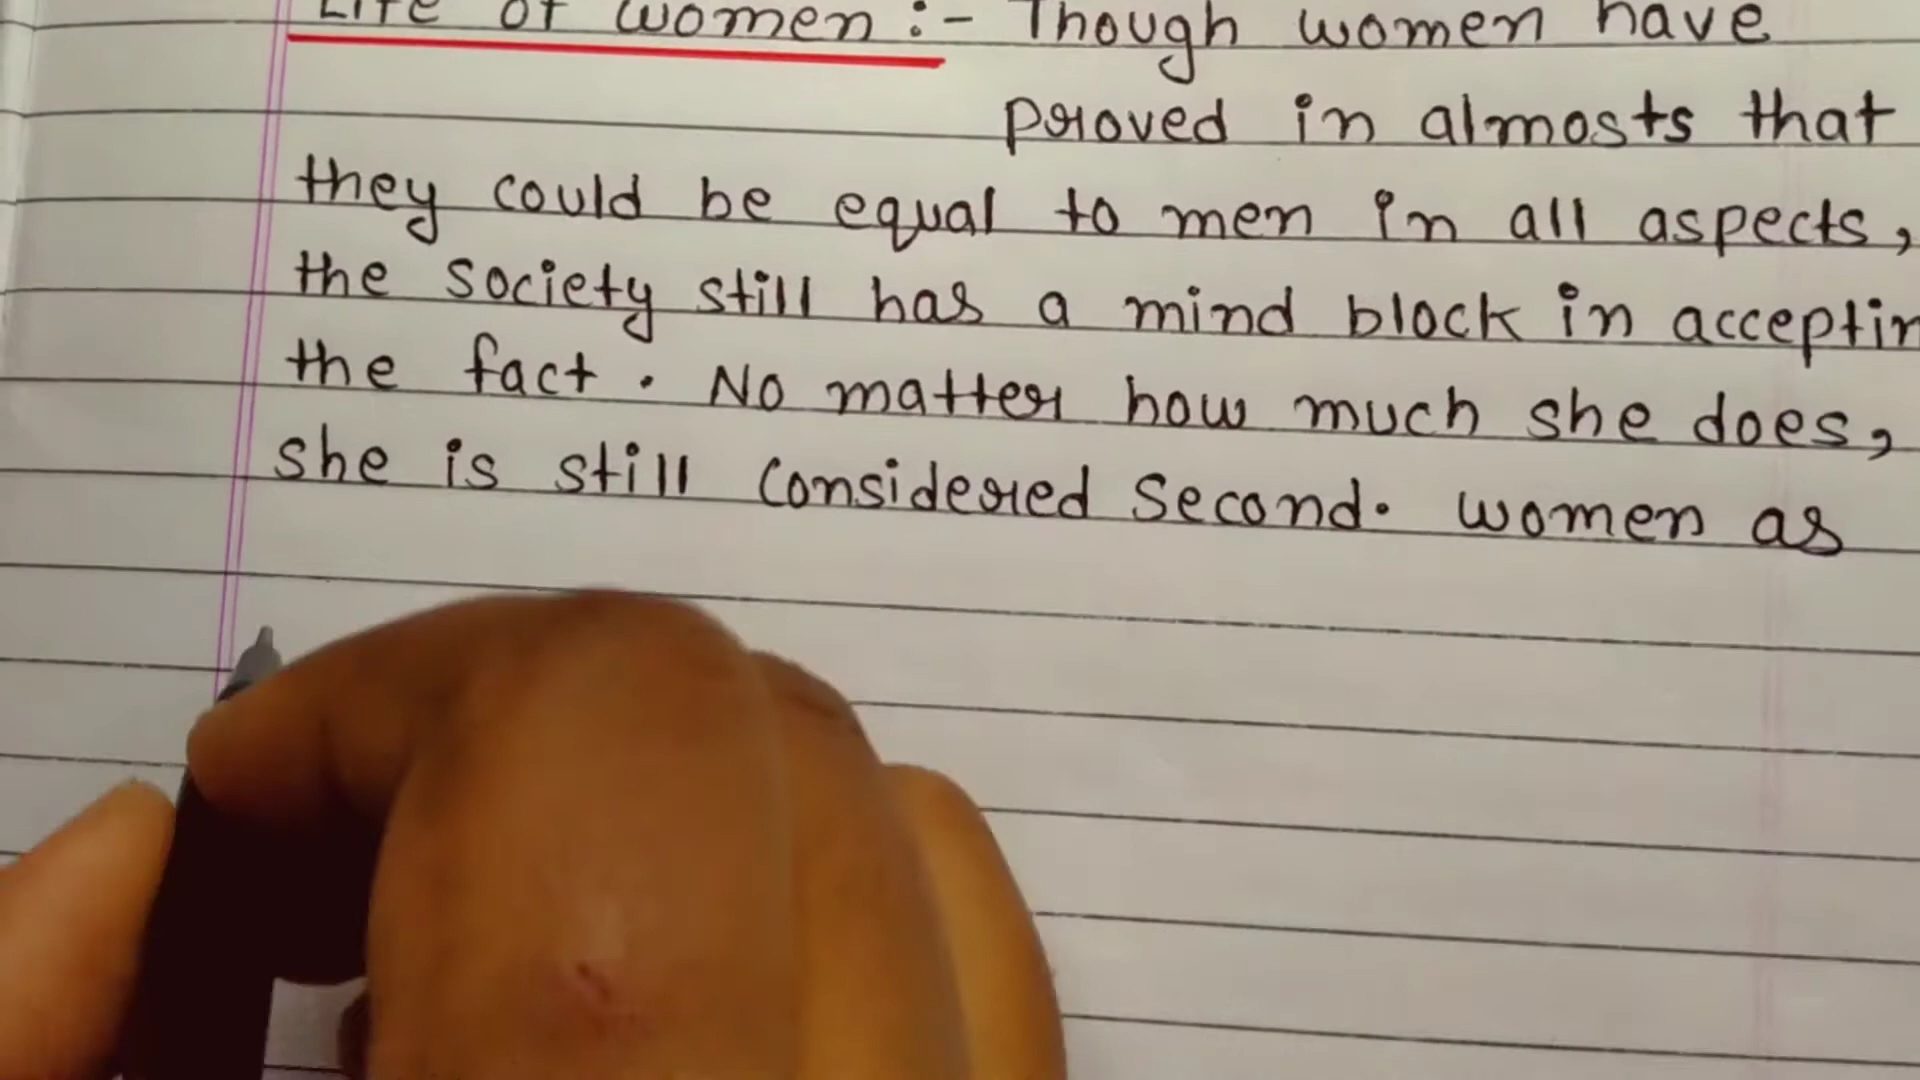 Life of women :- Though women have
proved in almosts that
they could be equal to men in all aspects,
the society still has a mind block in acceptin
the fact. No matter how much she does,
she is still considered second. women as